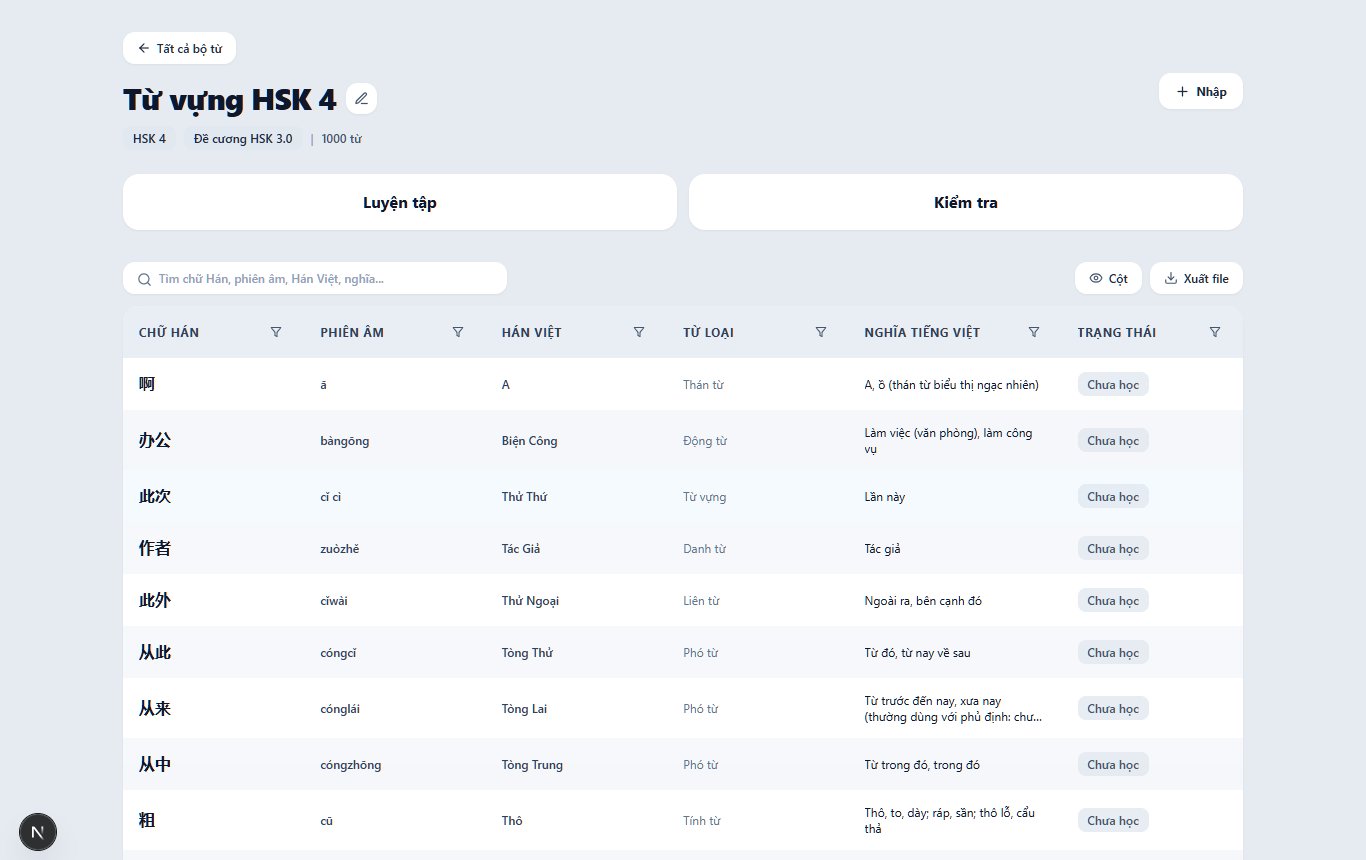 Tất cả bộ từ
Từ vựng HSK 4
Nhập
HSK 4 Đề cương HSK 3.0 | 1000 từ
Luyện tập Kiểm tra
Tìm chữ Hán, phiên âm, Hán Việt, nghĩa... Cột Xuất file
CHỮ HÁN PHIÊN ÂM HÁN VIỆT TỪ LOẠI NGHĨA TIẾNG VIỆT TRẠNG THÁI
啊 ā A Thán từ A, ồ (thán từ biểu thị ngạc nhiên) Chưa học
办公 bàngōng Biện Công Động từ Làm việc (văn phòng), làm công
vụ Chưa học
此次 cǐ cì Thử Thứ Từ vựng Lần này Chưa học
作者 zuòzhě Tác Giả Danh từ Tác giả Chưa học
此外 cǐwài Thử Ngoại Liên từ Ngoài ra, bên cạnh đó Chưa học
从此 cóngcǐ Tòng Thử Phó từ Từ đó, từ nay về sau Chưa học
从来 cónglái Tòng Lai Phó từ Từ trước đến nay, xưa nay
(thường dùng với phủ định: chư... Chưa học
从中 cóngzhōng Tòng Trung Phó từ Từ trong đó, trong đó Chưa học
粗 cū Thô Tính từ Thô, to, dày; ráp, sần; thô lỗ, cẩu
thả Chưa học
N